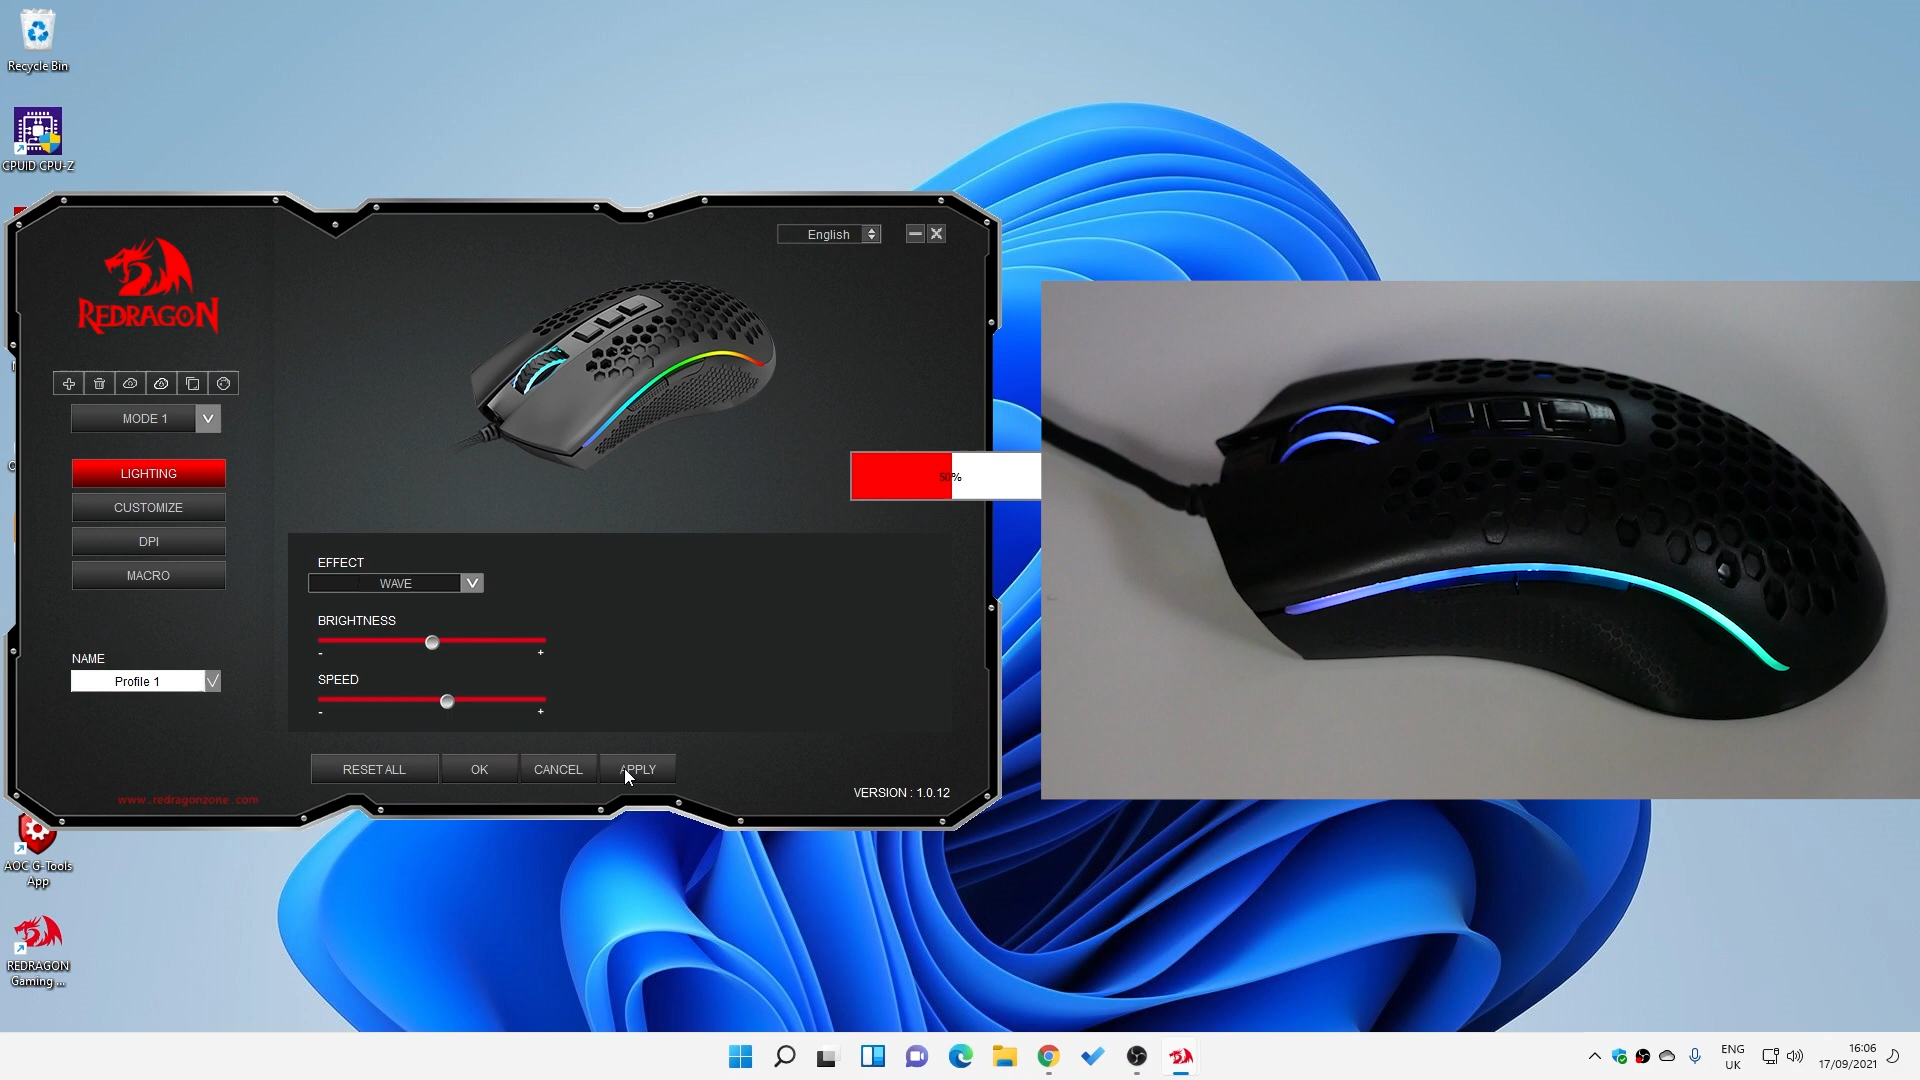 Recycle Bin
CPUID CPU-Z
REDRAGON
English
MODE 1
LIGHTING
CUSTOMIZE
DPI
MACRO
NAME
Profile 1
50%
EFFECT
WAVE
BRIGHTNESS
- +
SPEED
- +
RESET ALL OK CANCEL APPLY
VERSION : 1.0.12
www.redragonzone.com
AOC G-Tools
App
REDRAGON
Gaming ...
ENG
UK
16:06
17/09/2021